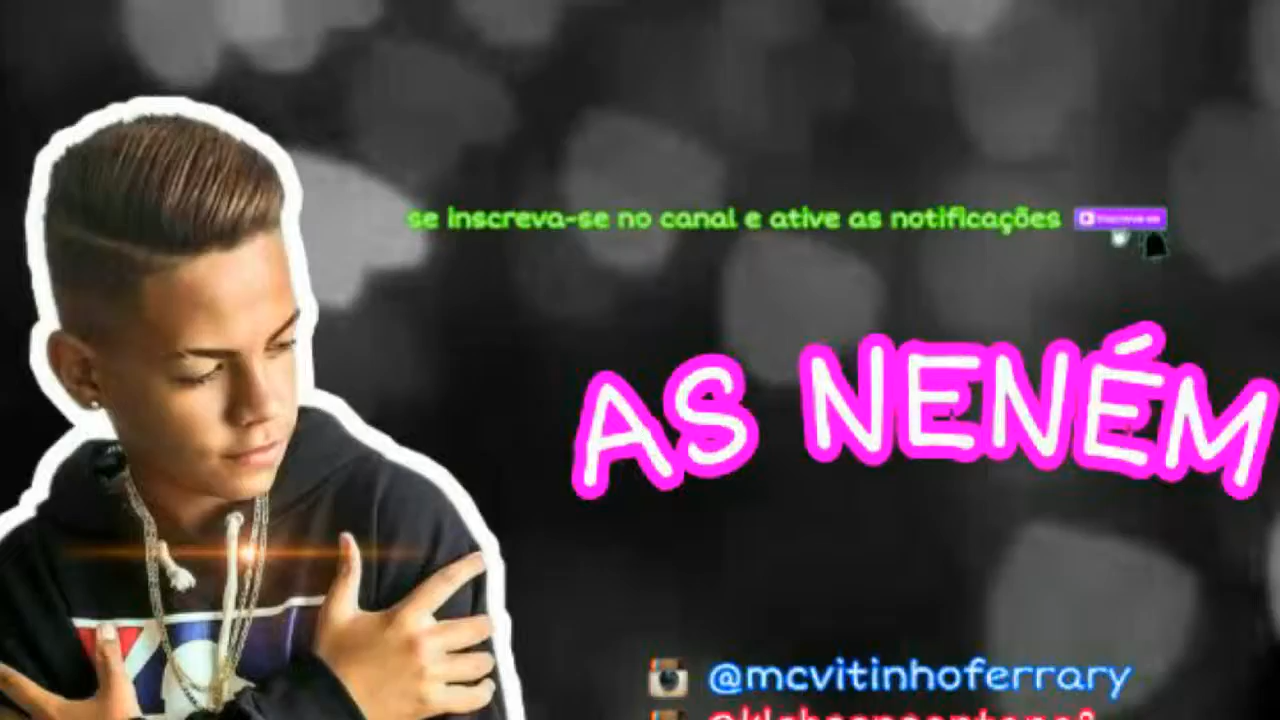 se inscreva-se no canal e ative as notificações
AS NENÉM
@mcvitinhoferrary